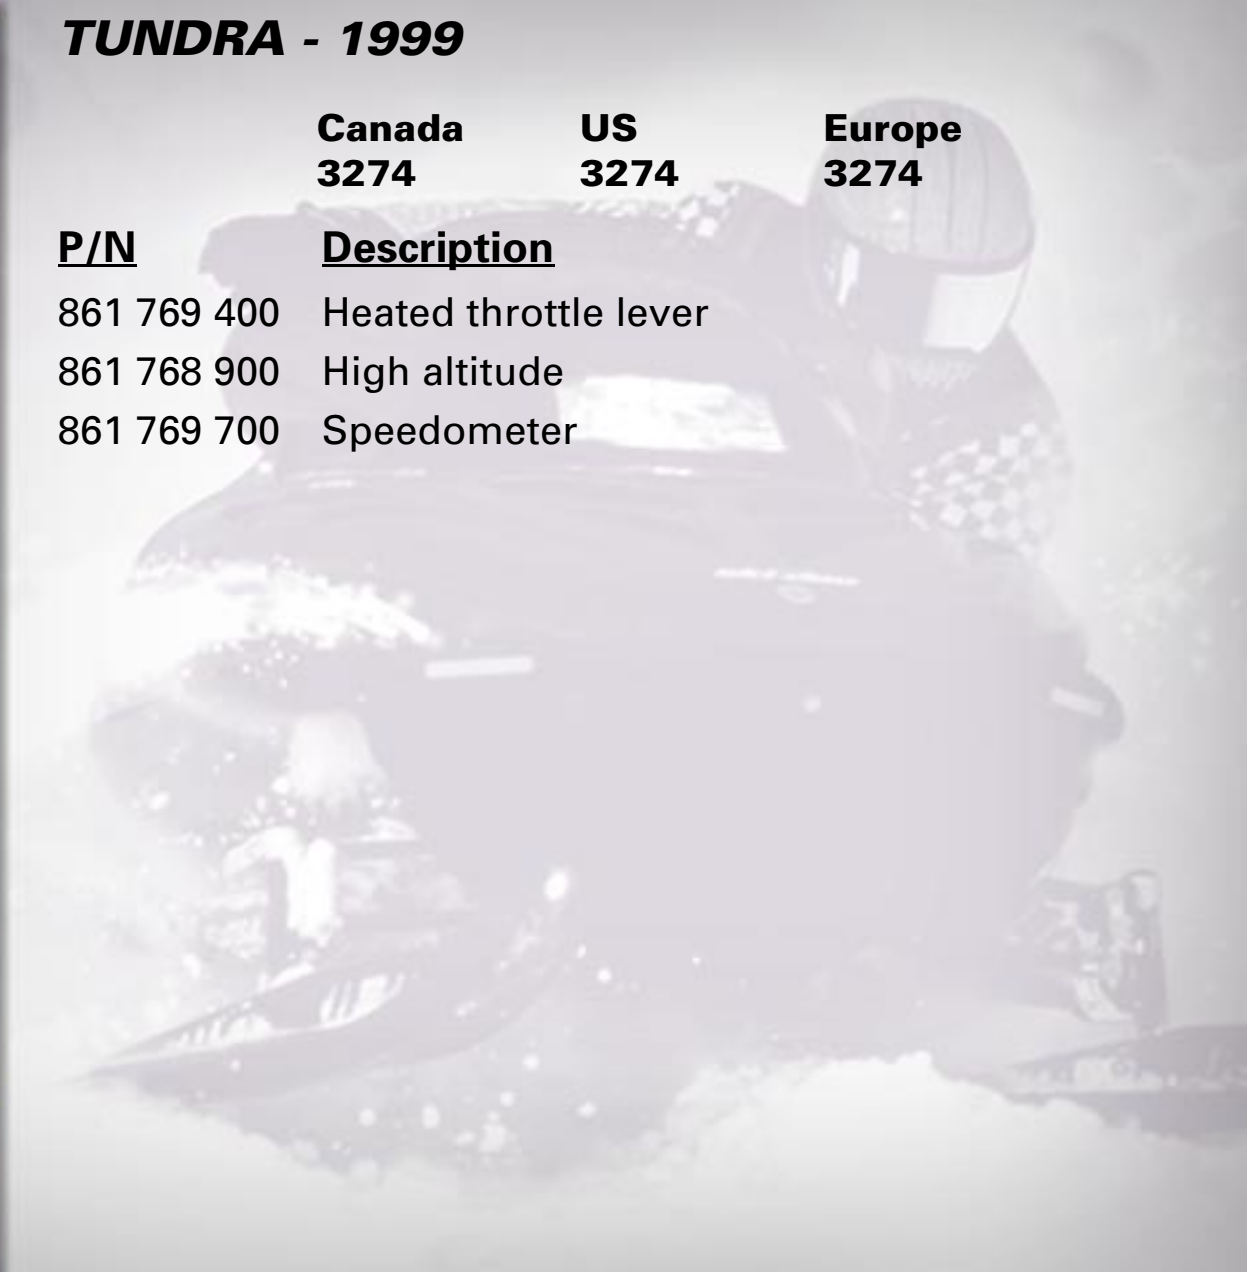 TUNDRA - 1999
Canada US Europe
3274 3274 3274
P/N Description
861 769 400 Heated throttle lever
861 768 900 High altitude
861 769 700 Speedometer